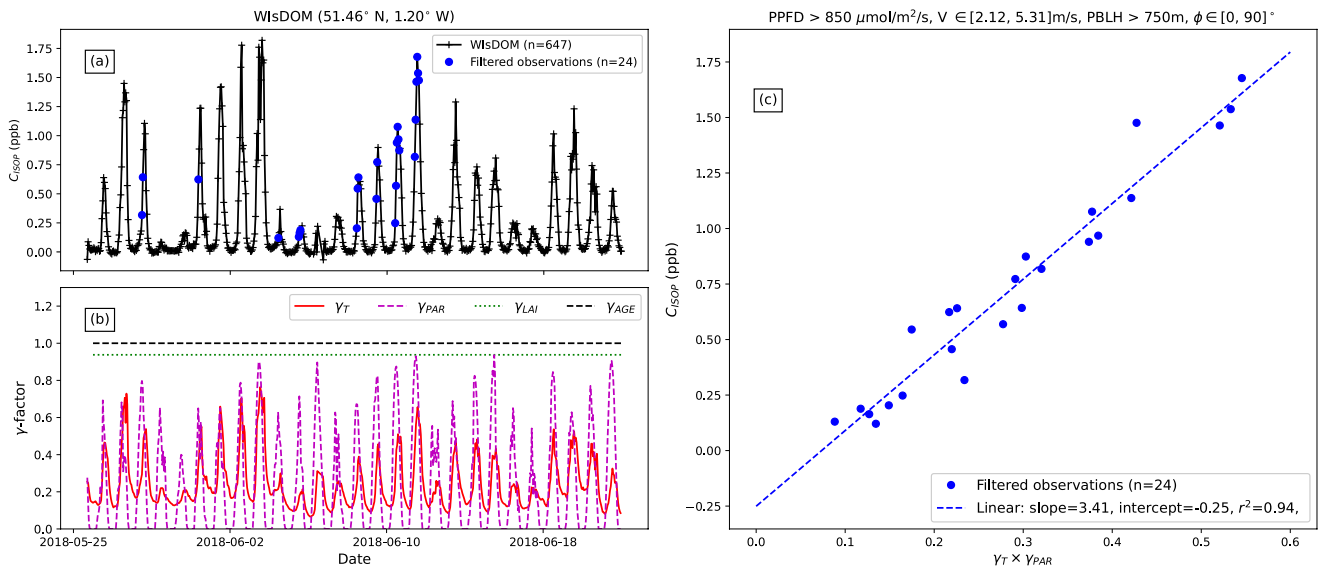 WIsDOM (51.46° N, 1.20° W)
(a)
WIsDOM (n=647)
Filtered observations (n=24)
C_ISOP (ppb)
1.75
1.50
1.25
1.00
0.75
0.50
0.25
0.00
(b)
γ_T γ_PAR γ_LAI γ_AGE
γ-factor
1.2
1.0
0.8
0.6
0.4
0.2
0.0
2018-05-25 2018-06-02 2018-06-10 2018-06-18
Date
PPFD > 850 μmol/m²/s, V ∈[2.12, 5.31]m/s, PBLH > 750m, ϕ∈[0, 90]°
(c)
C_ISOP (ppb)
1.75
1.50
1.25
1.00
0.75
0.50
0.25
0.00
−0.25
Filtered observations (n=24)
Linear: slope=3.41, intercept=-0.25, r²=0.94,
0.0 0.1 0.2 0.3 0.4 0.5 0.6
γ_T × γ_PAR